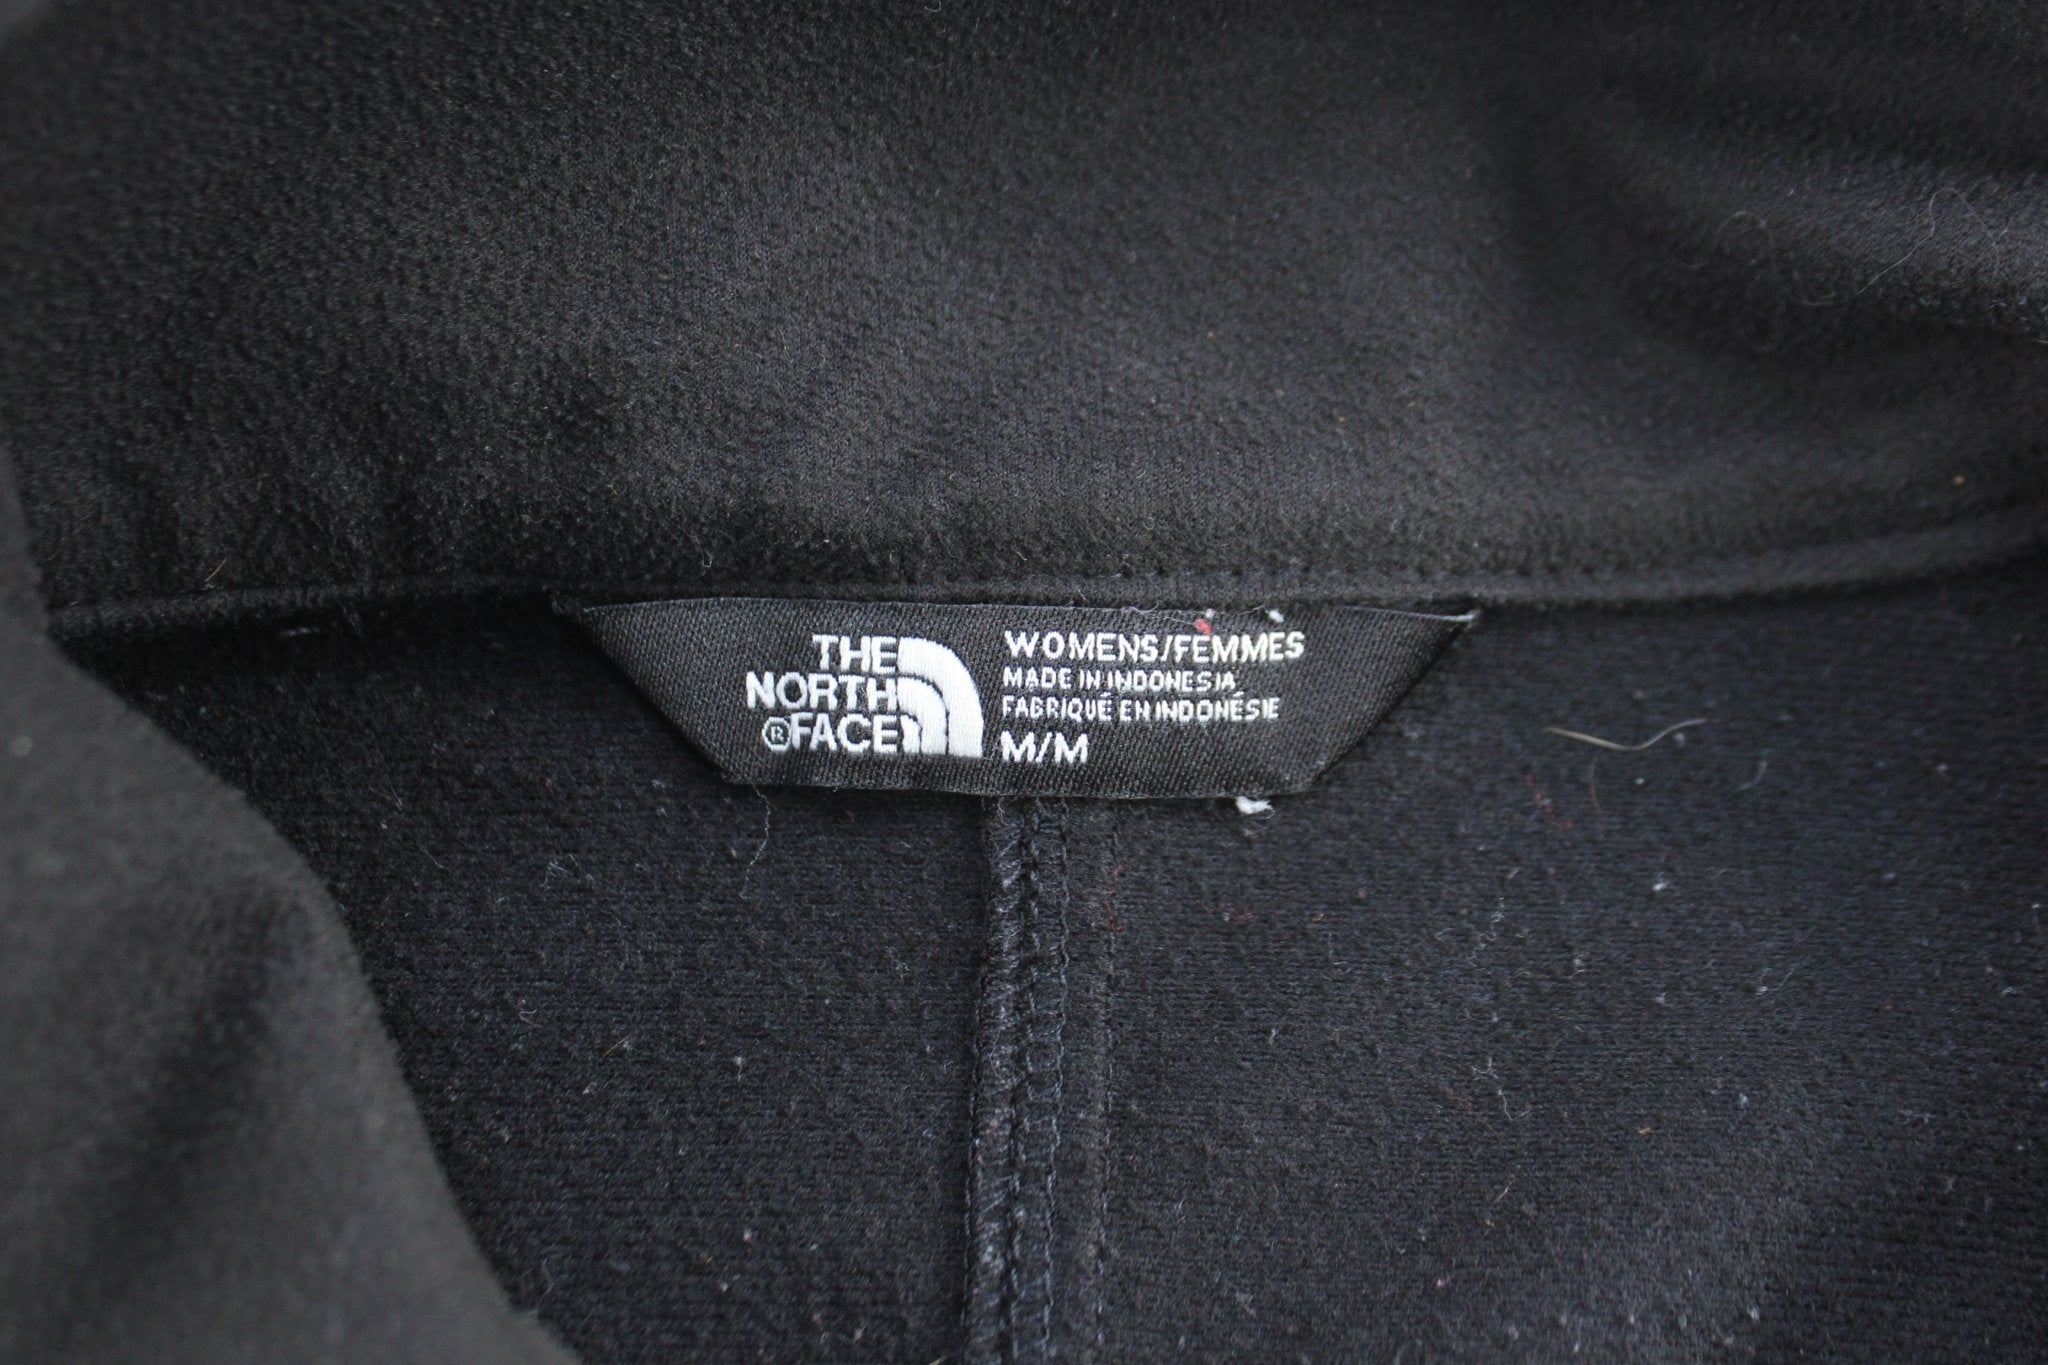 THE
NORTH
®FACE
WOMENS/FEMMES
MADE IN INDONESIA
FABRIQUÉ EN INDONÉSIE
M/M